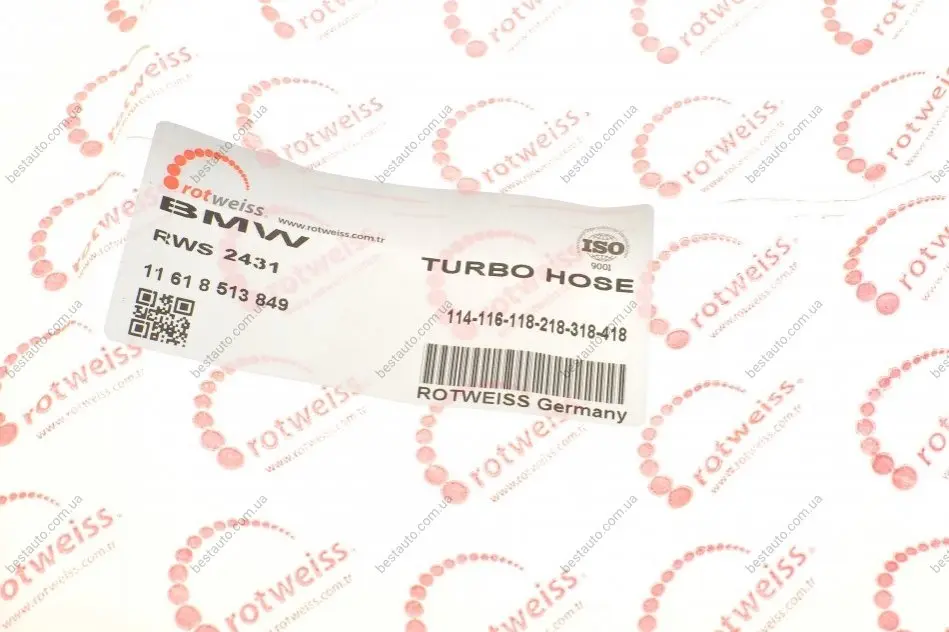 rotweiss
www.rotweiss.com.tr
BMW
RWS 2431
11 61 8 513 849
ISO
9001
TURBO HOSE
114-116-118-218-318-418
ROTWEISS Germany
rotweiss
www.rotweiss.com.tr
bestauto.com.ua